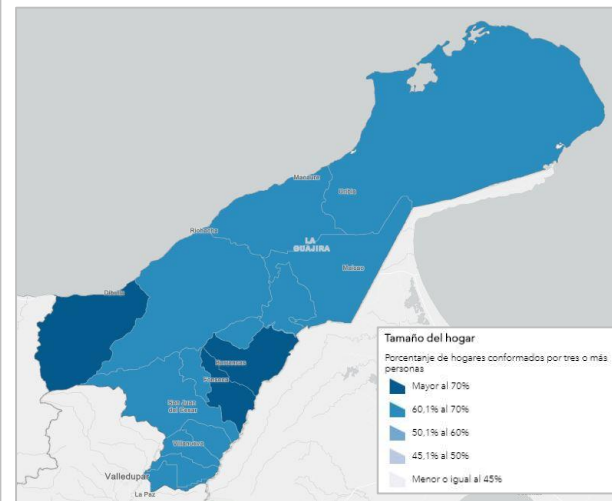 Manaure
Uribia
Riohacha
LA
GUAJIRA
Maicao
Dibulla
Barrancas
Fonseca
San Juan
del Cesar
Villanueva
Valledupar
La Paz
Tamaño del hogar
Porcentanje de hogares conformados por tres o más
personas
Mayor al 70%
60,1% al 70%
50,1% al 60%
45,1% al 50%
Menor o igual al 45%